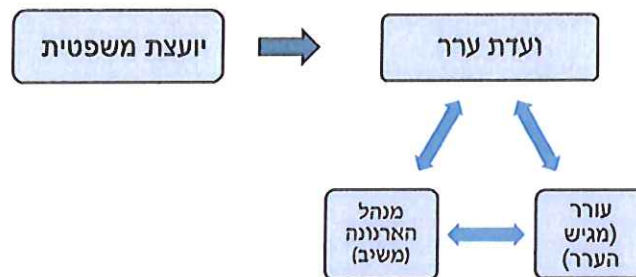 ועדת ערר
יועצת משפטית
עורר
(מגיש
הערר)
מנהל
הארנונה
(משיב)